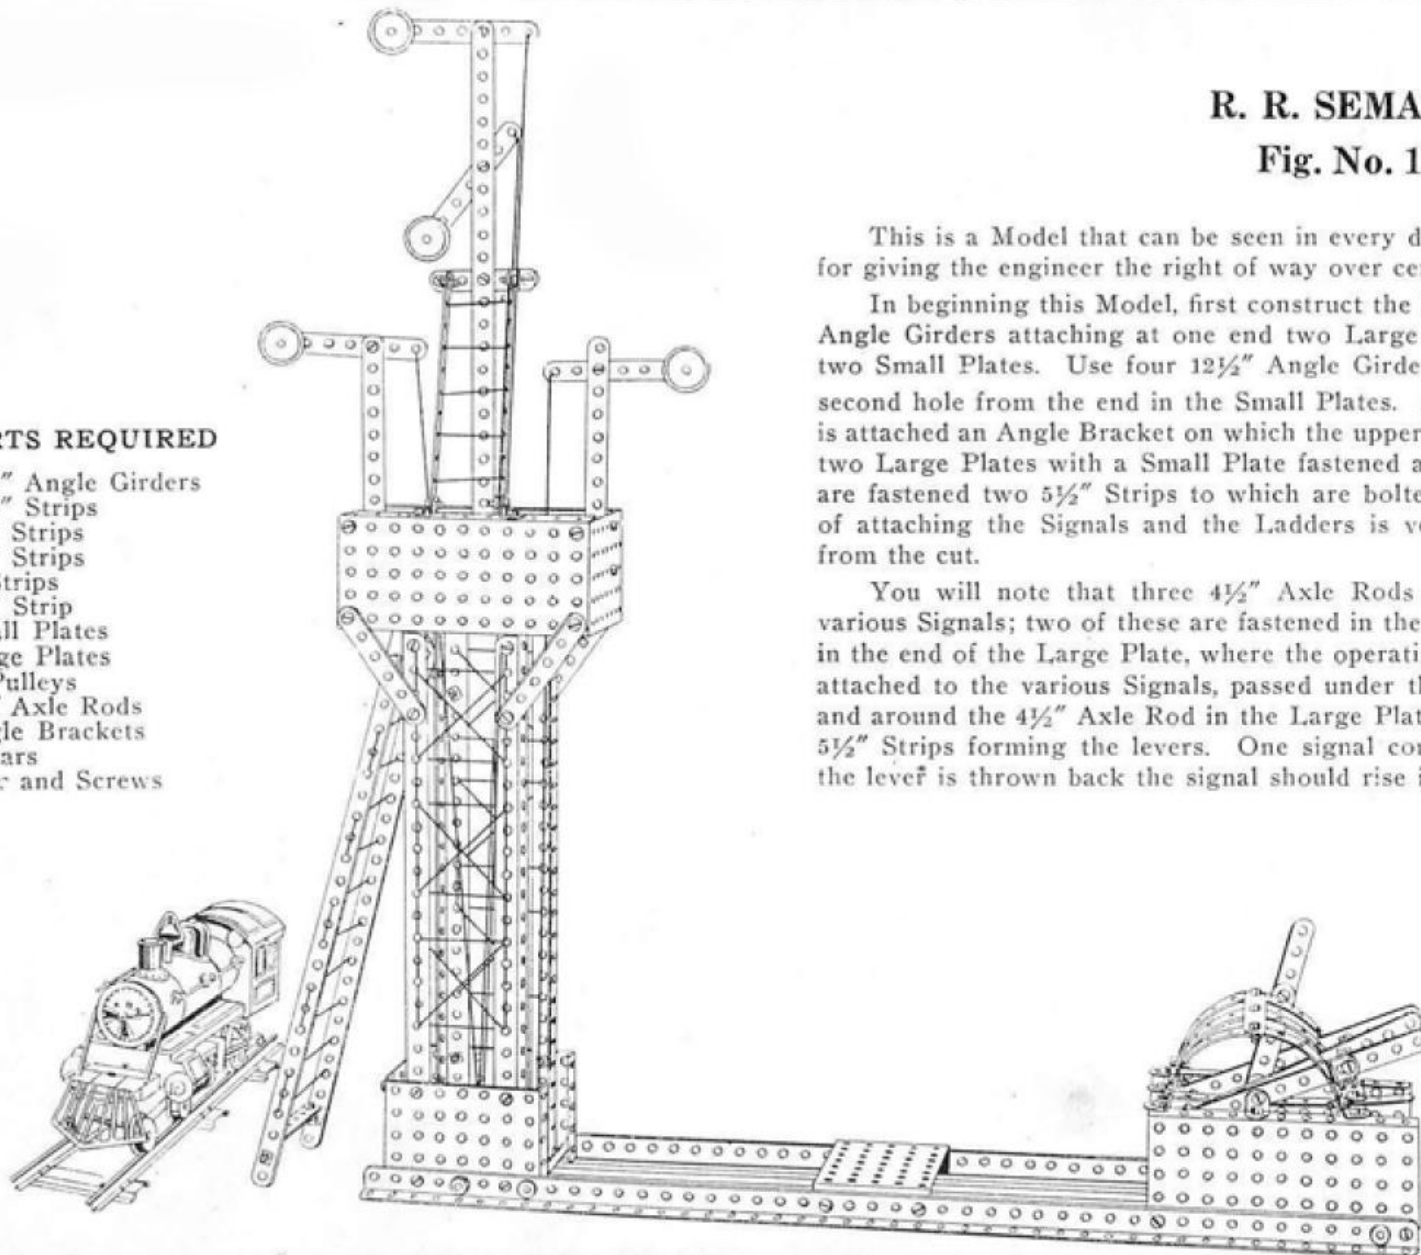 R. R. SEMA
Fig. No. 1
This is a Model that can be seen in every d
for giving the engineer the right of way over cer
In beginning this Model, first construct the
Angle Girders attaching at one end two Large
two Small Plates. Use four 12½″ Angle Girde
second hole from the end in the Small Plates.
is attached an Angle Bracket on which the upper
two Large Plates with a Small Plate fastened a
are fastened two 5½″ Strips to which are bolte
of attaching the Signals and the Ladders is ve
from the cut.
You will note that three 4½″ Axle Rods
various Signals; two of these are fastened in the
in the end of the Large Plate, where the operati
attached to the various Signals, passed under th
and around the 4½″ Axle Rod in the Large Plat
5½″ Strips forming the levers. One signal con
the lever is thrown back the signal should rise i
RTS REQUIRED
″ Angle Girders
″ Strips
Strips
Strips
Strips
Strip
all Plates
ge Plates
Pulleys
Axle Rods
gle Brackets
ars
r and Screws